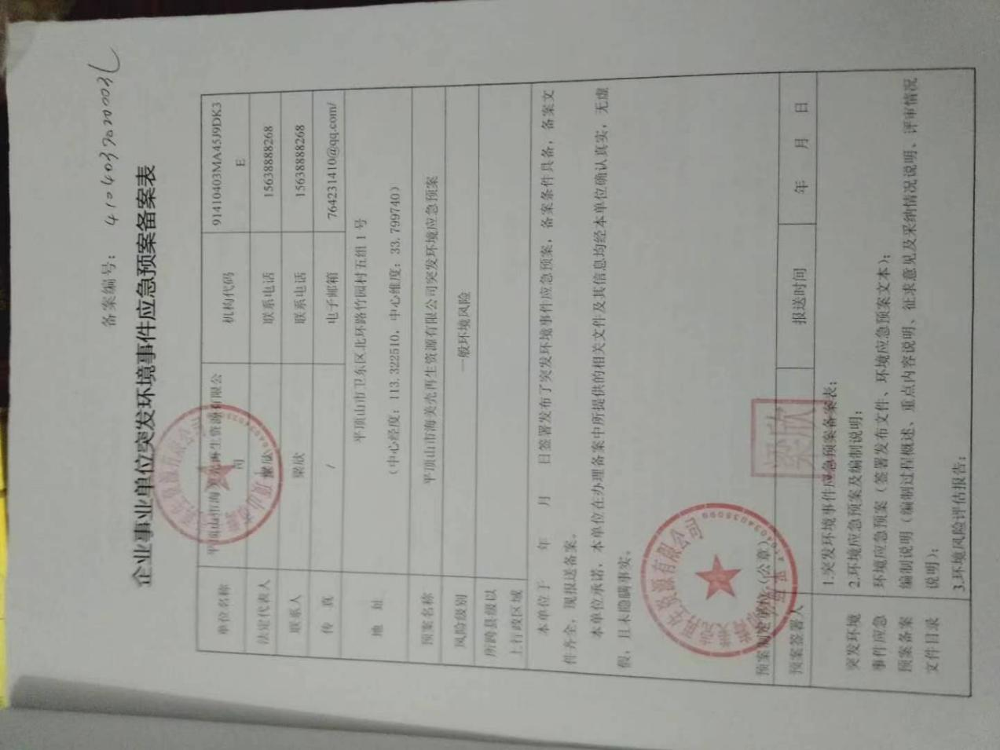 备案编号： 4104037020003L
企业事业单位突发环境事件应急预案备案表
单位名称 平顶山市海美壳再生资源有限公司 机构代码 91410403MA45J9DK3E
法定代表人 梁欣 联系电话 15638888268
联系人 梁欣 联系电话 15638888268
传 真 / 电子邮箱 764231410@qq.com/
地 址 平顶山市卫东区北环路竹园村五组 1 号
（中心经度：113.322510，中心维度：33.799740）
预案名称 平顶山市海美壳再生资源有限公司突发环境应急预案
风险级别 一般环境风险
所跨县级以
上行政区域
本单位于 年 月 日签署发布了突发环境事件应急预案，备案条件具备，备案文
件齐全，现报送备案。
本单位承诺，本单位在办理备案中所提供的相关文件及其信息均经本单位确认真实，无虚
假，且未隐瞒事实。
预案制定单位（公章）
预案签署人 梁欣 报送时间 年 月 日
突发环境
事件应急
预案备案
文件目录
1.突发环境事件应急预案备案表；
2.环境应急预案及编制说明：
环境应急预案（签署发布文件、环境应急预案文本）；
编制说明（编制过程概述、重点内容说明、征求意见及采纳情况说明、评审情况
说明）；
3.环境风险评估报告；